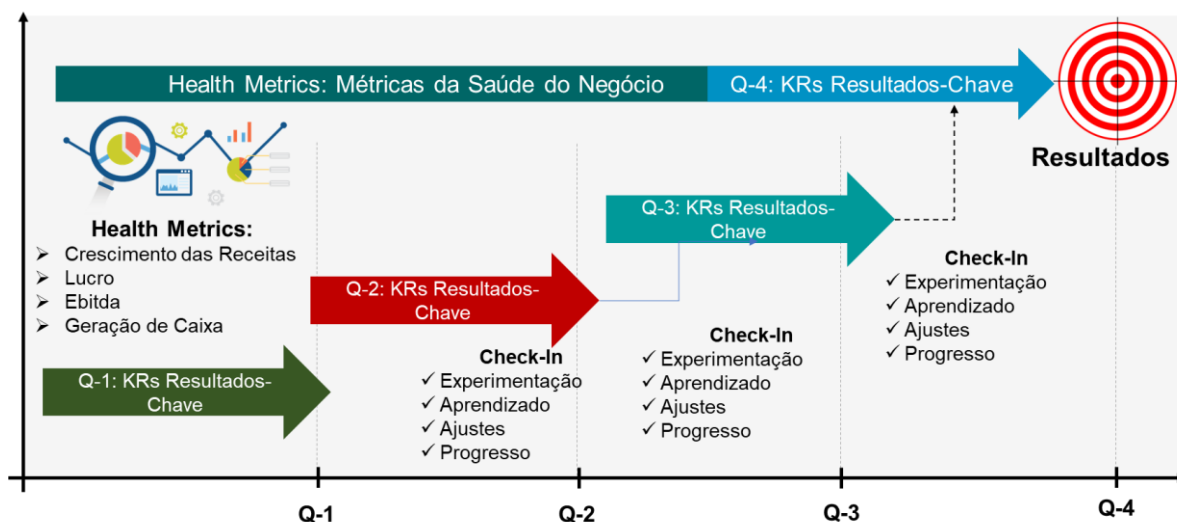 Health Metrics: Métricas da Saúde do Negócio
Q-4: KRs Resultados-Chave
Resultados
Health Metrics:
Crescimento das Receitas
Lucro
Ebitda
Geração de Caixa
Q-3: KRs Resultados-
Chave
Q-2: KRs Resultados-
Chave
Q-1: KRs Resultados-
Chave
Check-In
✓ Experimentação
✓ Aprendizado
✓ Ajustes
✓ Progresso
Check-In
✓ Experimentação
✓ Aprendizado
✓ Ajustes
✓ Progresso
Check-In
✓ Experimentação
✓ Aprendizado
✓ Ajustes
✓ Progresso
Q-1
Q-2
Q-3
Q-4